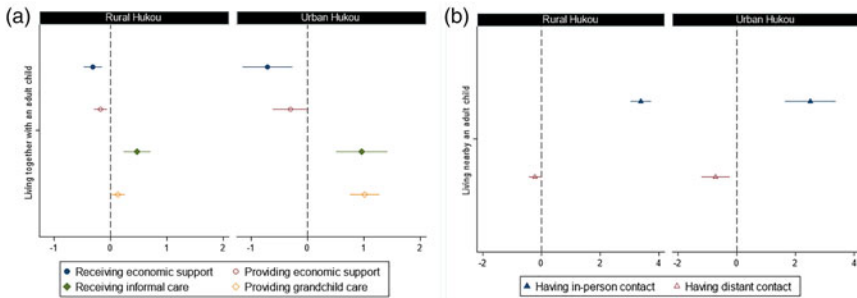 (a)
Rural Hukou
Urban Hukou
Living together with an adult child
-1
0
1
2
-1
0
1
2
Receiving economic support
Providing economic support
Receiving informal care
Providing grandchild care
(b)
Rural Hukou
Urban Hukou
Living nearby an adult child
-2
0
2
4
-2
0
2
4
Having in-person contact
Having distant contact